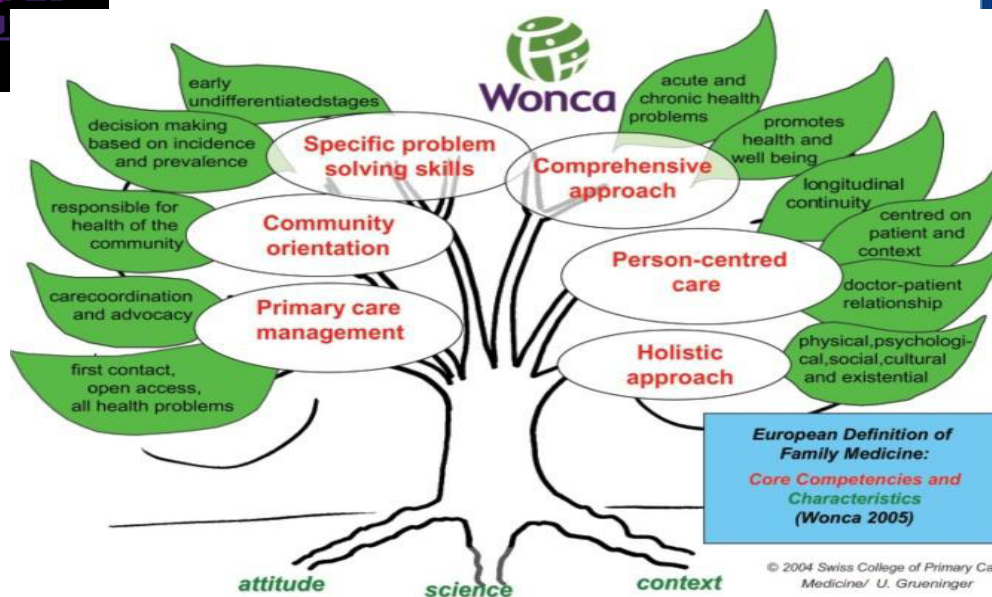 Wonca
early
undifferentiatedstages
decision making
based on incidence
and prevalence
responsible for
health of the
community
carecoordination
and advocacy
first contact,
open access,
all health problems
Specific problem
solving skills
Community
orientation
Primary care
management
Comprehensive
approach
Person-centred
care
Holistic
approach
acute and
chronic health
problems
promotes
health and
well being
longitudinal
continuity
centred on
patient and
context
doctor-patient
relationship
physical,psychologi-
cal,social,cultural
and existential
European Definition of
Family Medicine:
Core Competencies and
Characteristics
(Wonca 2005)
attitude
science
context
© 2004 Swiss College of Primary Ca
Medicine/ U. Grueninger